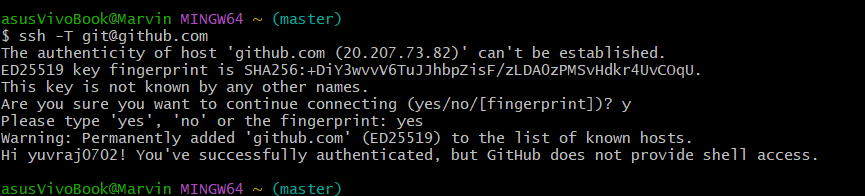 asusVivoBook@Marvin MINGW64 ~ (master)
$ ssh -T git@github.com
The authenticity of host 'github.com (20.207.73.82)' can't be established.
ED25519 key fingerprint is SHA256:+DiY3wvvV6TuJJhbpZisF/zLDA0zPMSvHdkr4UvCOqU.
This key is not known by any other names.
Are you sure you want to continue connecting (yes/no/[fingerprint])? y
Please type 'yes', 'no' or the fingerprint: yes
Warning: Permanently added 'github.com' (ED25519) to the list of known hosts.
Hi yuvraj0702! You've successfully authenticated, but GitHub does not provide shell access.
asusVivoBook@Marvin MINGW64 ~ (master)